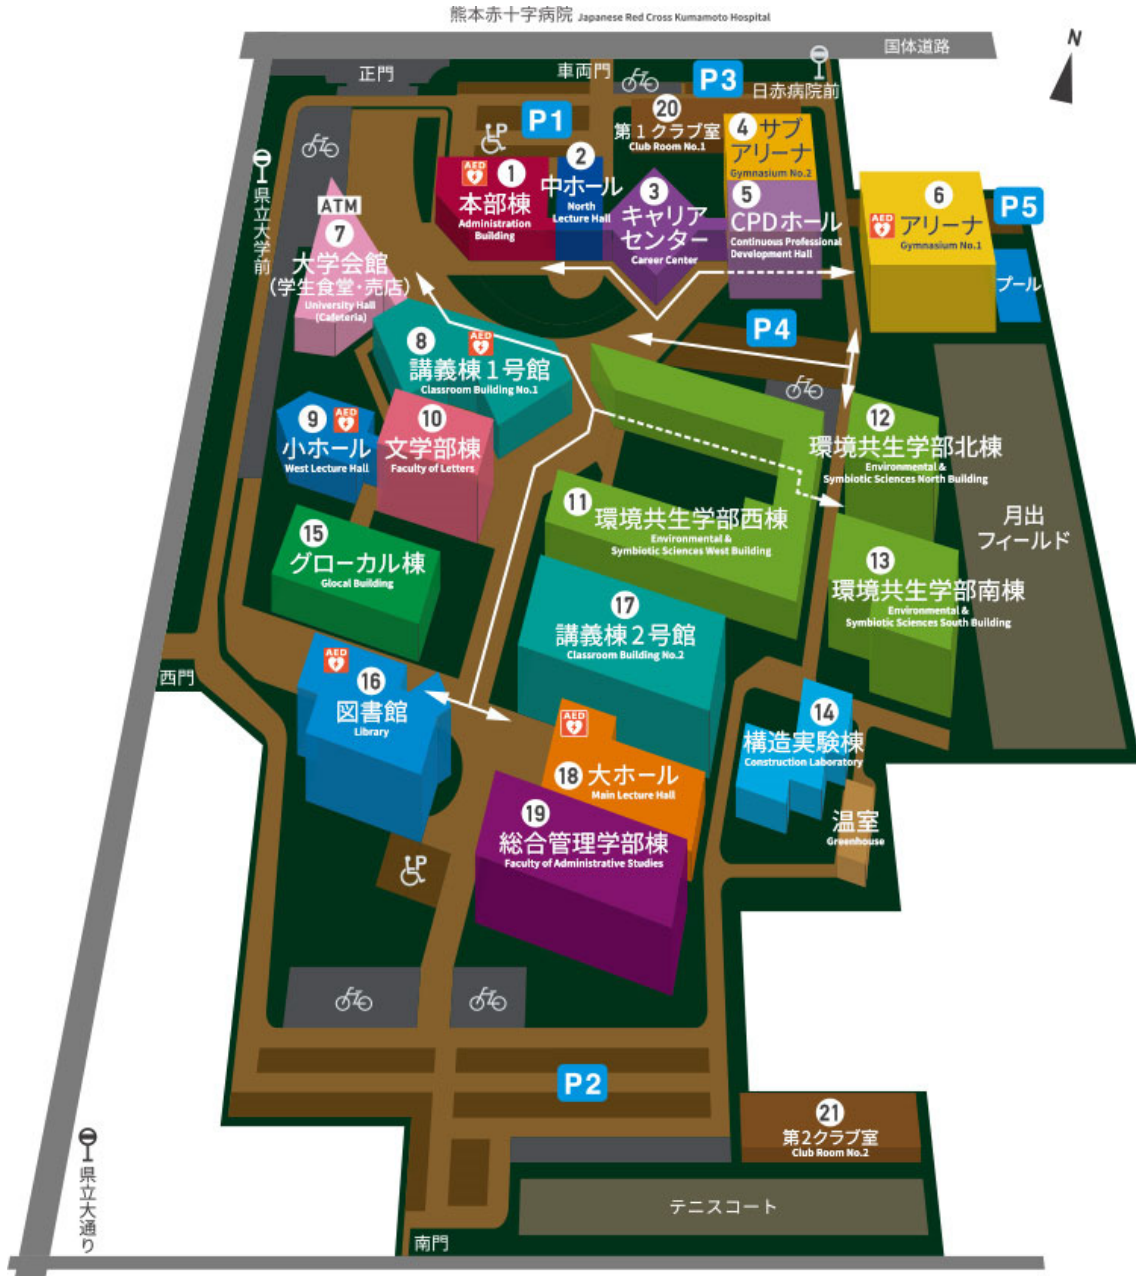 熊本赤十字病院 Japanese Red Cross Kumamoto Hospital
国体道路
N
正門
車両門
日赤病院前
P3
P1
P
20
第1クラブ室
Club Room No.1
4 サブ
アリーナ
Gymnasium No.2
AED
1
本部棟
Administration
Building
2
中ホール
North
Lecture Hall
3
キャリア
センター
Career Center
5
CPDホール
Continuous Professional
Development Hall
6
AED
アリーナ
Gymnasium No.1
P5
プール
県立大学前
ATM
7
大学会館
(学生食堂・売店)
University Hall
(Cafeteria)
P4
8
AED
講義棟1号館
Classroom Building No.1
9
AED
小ホール
West Lecture Hall
10
文学部棟
Faculty of Letters
12
環境共生学部北棟
Environmental &
Symbiotic Sciences North Building
11
環境共生学部西棟
Environmental &
Symbiotic Sciences West Building
月出
フィールド
15
グローカル棟
Glocal Building
13
環境共生学部南棟
Environmental &
Symbiotic Sciences South Building
17
講義棟2号館
Classroom Building No.2
西門
AED
16
図書館
Library
14
構造実験棟
Construction Laboratory
AED
18 大ホール
Main Lecture Hall
19
総合管理学部棟
Faculty of Administrative Studies
温室
Greenhouse
P
P2
21
第2クラブ室
Club Room No.2
県立大通り
テニスコート
南門